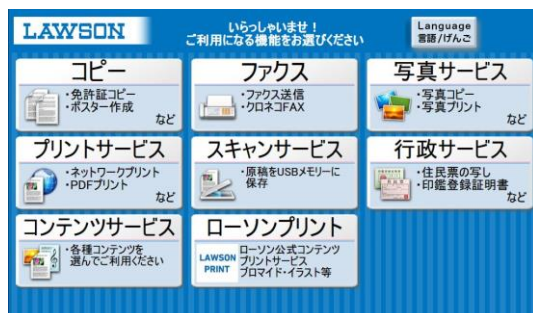 LAWSON
いらっしゃいませ！
ご利用になる機能をお選びください
Language
言語/げんご
コピー
・免許証コピー
・ポスター作成
など
ファクス
・ファクス送信
・クロネコFAX
写真サービス
・写真コピー
・写真プリント
など
プリントサービス
・ネットワークプリント
・PDFプリント
など
スキャンサービス
・原稿をUSBメモリーに
保存
行政サービス
・住民票の写し
・印鑑登録証明書
など
コンテンツサービス
・各種コンテンツを
選んでご利用ください
ローソンプリント
LAWSON
PRINT
ローソン公式コンテンツ
プリントサービス
ブロマイド・イラスト等